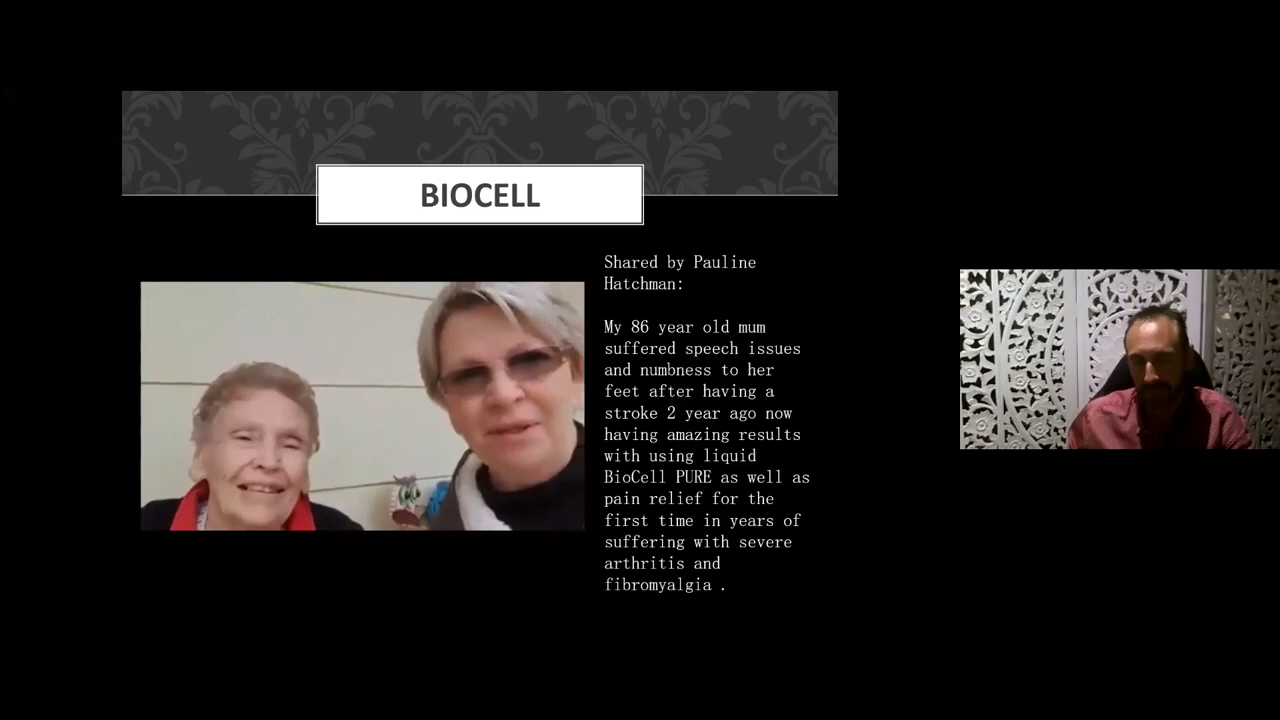 BIOCELL
Shared by Pauline
Hatchman:
My 86 year old mum
suffered speech issues
and numbness to her
feet after having a
stroke 2 year ago now
having amazing results
with using liquid
BioCell PURE as well as
pain relief for the
first time in years of
suffering with severe
arthritis and
fibromyalgia .